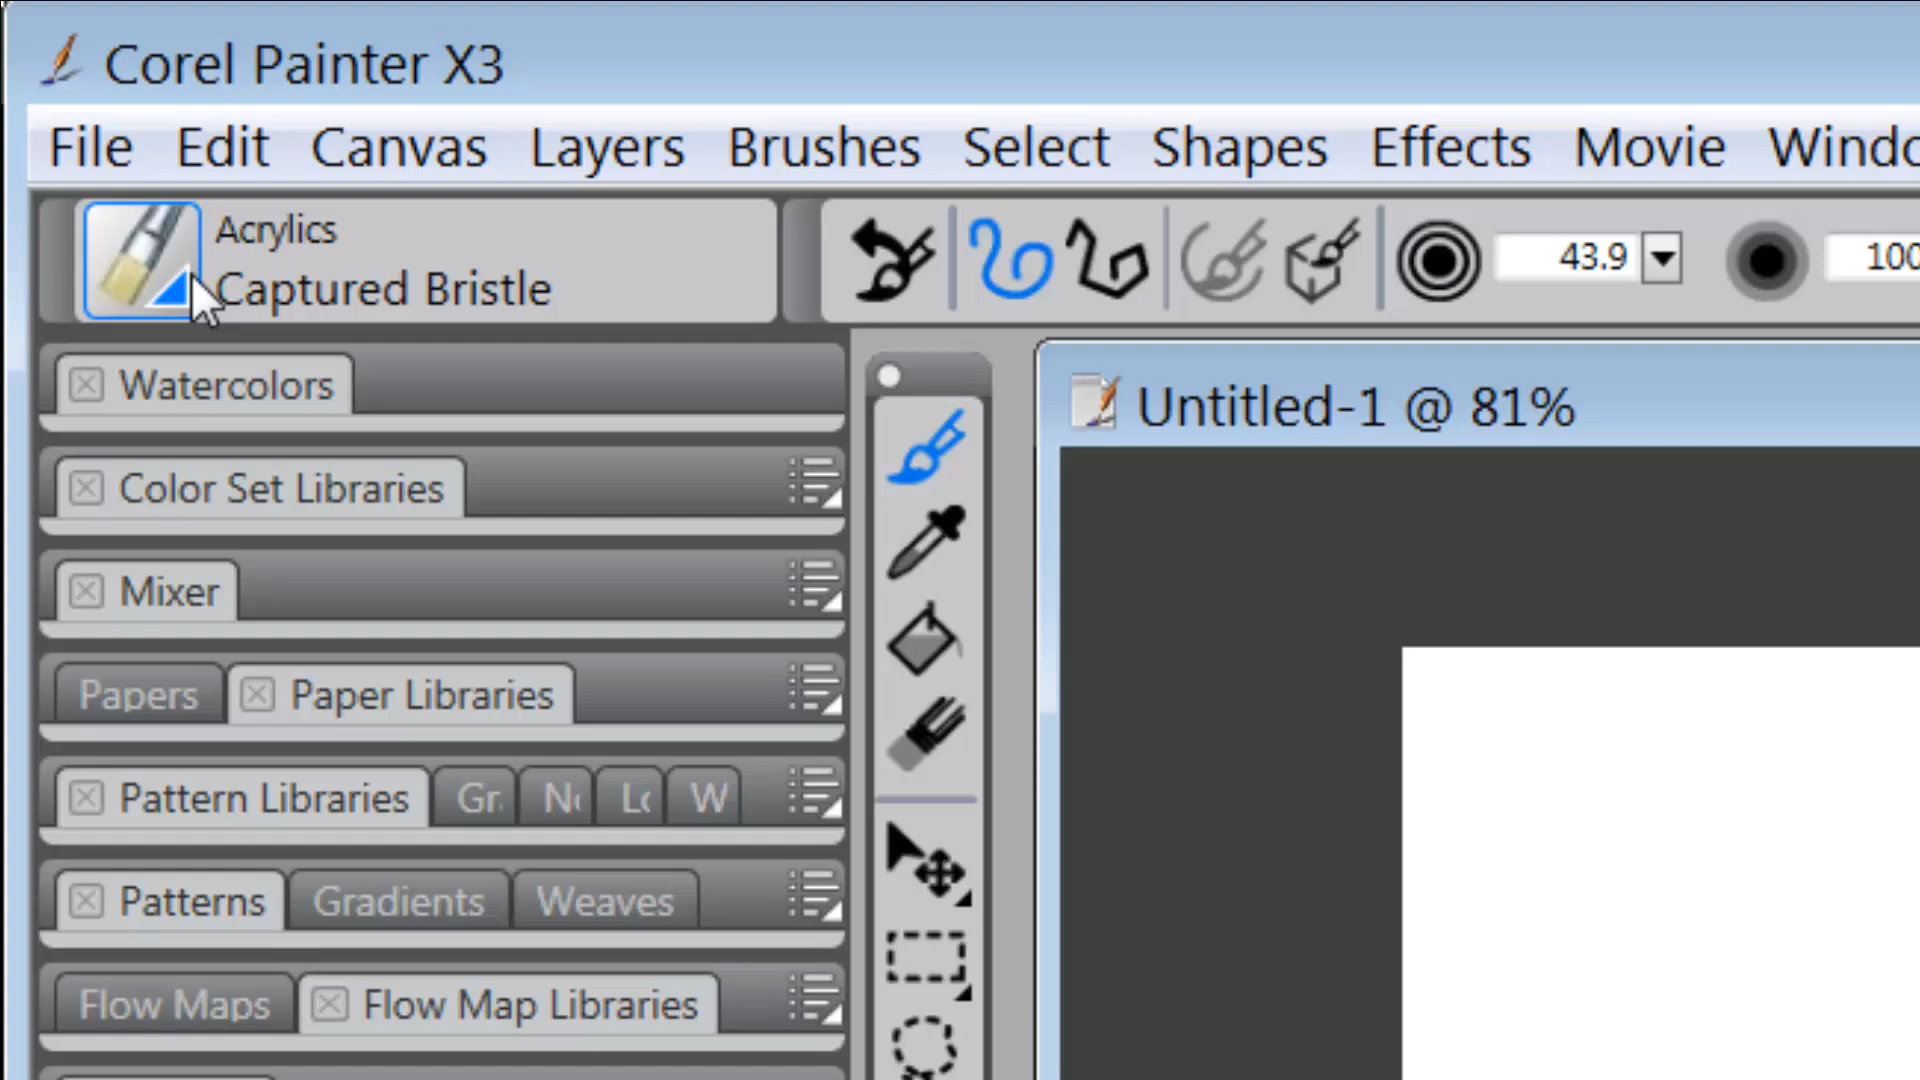 Corel Painter X3
File Edit Canvas Layers Brushes Select Shapes Effects Movie
Acrylics
Captured Bristle
43.9
100
Watercolors
Untitled-1 @ 81%
Color Set Libraries
Mixer
Papers Paper Libraries
Pattern Libraries Gr W
Patterns Gradients Weaves
Flow Maps Flow Map Libraries